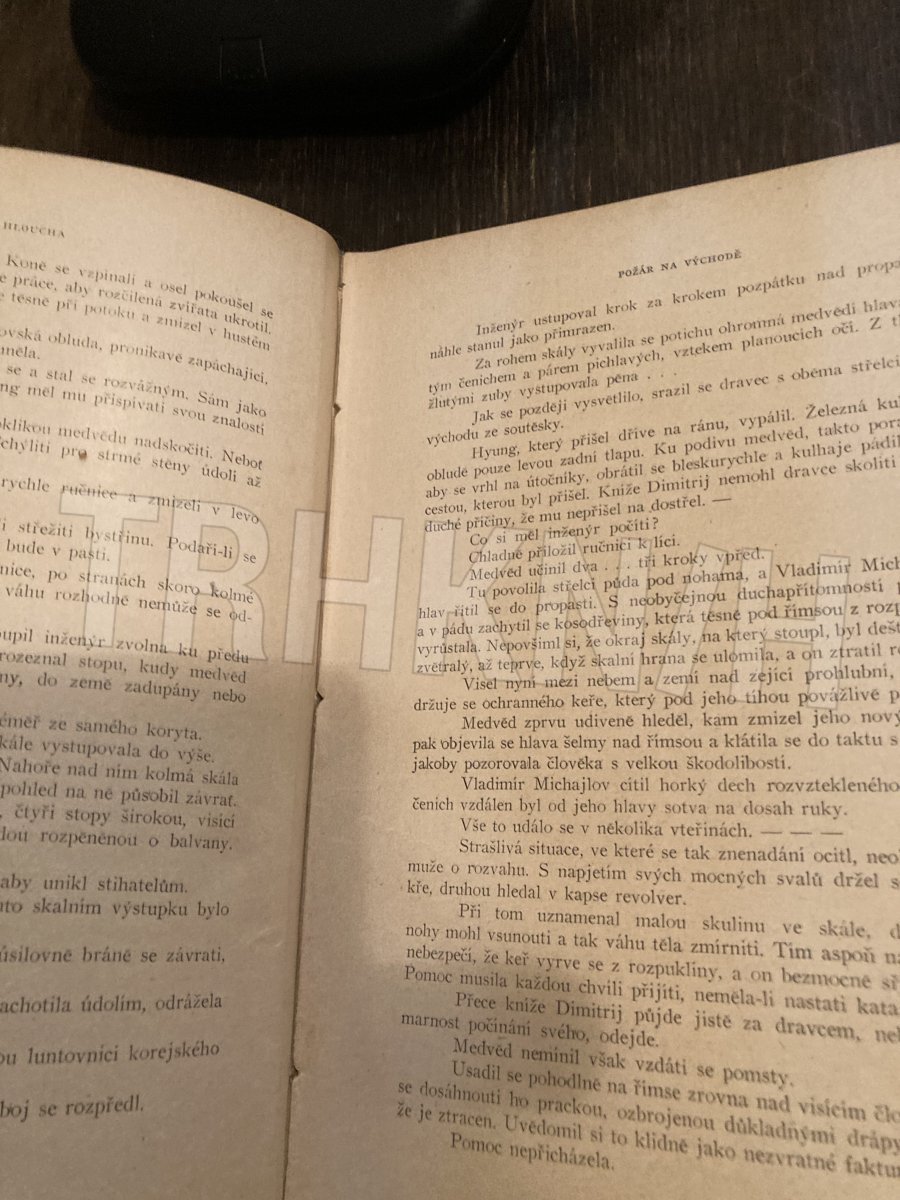 HLOUCHA
Koně se vzpínali a osel pokoušel se
práce, aby rozčilená zvířata ukrotil.
těsně při potoku a zmizel v hustém
ovská obluda, pronikavě zapáchající,
měla.
se a stal se rozvážným. Sám jako
ng měl mu přispívati svou znalostí
oklikou medvědu nadskočiti. Neboť
chýliti pro strmé stěny údolí až
rychle ručnice a zmizeli v levo
i střežiti bystřinu. Podaří-li se
bude v pasti.
nice, po stranách skoro kolmé
váhu rozhodně nemůže se od-
oupil inženýr zvolna ku předu
rozeznal stopu, kudy medvěd
ny, do země zadupány nebo
éměř ze samého koryta.
kále vystupovala do výše.
Nahoře nad ním kolmá skála
pohled na ně působil závrať.
, čtyři stopy širokou, visící
dou rozpěněnou o balvany.
aby unikl stihatelům.
to skalním výstupku bylo
úsilovně bráně se závrati,
achotila údolím, odrážela
ou luntovnicí korejského
boj se rozpředl.
POŽÁR NA VÝCHODĚ
Inženýr ustupoval krok za krokem pozpátku nad propa
náhle stanul jako přimrazen.
Za rohem skály vyvalila se potichu ohromná medvědí hlava
tým čenichem a párem pichlavých, vztekem planoucích očí. Z tl
žlutými zuby vystupovala pěna . . .
Jak se později vysvětlilo, srazil se dravec s oběma střelci
východu ze soutěsky.
Hyung, který přišel dříve na ránu, vypálil. Železná kul
obludě pouze levou zadní tlapu. Ku podivu medvěd, takto pora
aby se vrhl na útočníky, obrátil se bleskurychle a kulhaje pádil
cestou, kterou byl přišel. Kníže Dimitrij nemohl dravce skoliti
duché příčiny, že mu nepřišel na dostřel. —
Co si měl inženýr počíti?
Chladně přiložil ručnici k líci.
Medvěd učinil dva . . . tři kroky vpřed.
Tu povolila střelci půda pod nohama, a Vladimír Mich
hlav řítil se do propasti. S neobyčejnou duchapřítomností p
a v pádu zachytil se kosodřeviny, která těsně pod římsou z rozp
vyrůstala. Nepovšiml si, že okraj skály, na který stoupl, byl dešt
zvětralý, až teprve, když skalní hrana se ulomila, a on ztratil ro
Visel nyní mezi nebem a zemí nad zející prohlubní,
držuje se ochranného keře, který pod jeho tíhou povážlivě p
Medvěd zprvu udiveně hleděl, kam zmizel jeho nový
pak objevila se hlava šelmy nad římsou a klátila se do taktu s
jakoby pozorovala člověka s velkou škodolibostí.
Vladimír Michajlov cítil horký dech rozvztekleného
čenich vzdálen byl od jeho hlavy sotva na dosah ruky.
Vše to událo se v několika vteřinách. — — —
Strašlivá situace, ve které se tak znenadání ocitl, neo
muže o rozvahu. S napjetím svých mocných svalů držel s
kře, druhou hledal v kapse revolver.
Při tom uznamenal malou skulinu ve skále, d
nohy mohl vsunouti a tak váhu těla zmírniti. Tím aspoň na
nebezpečí, že keř vyrve se z rozpukliny, a on bezmocně sř
Pomoc musila každou chvíli přijíti, neměla-li nastati kata
Přece kníže Dimitrij půjde jistě za dravcem, neb
marnost počínání svého, odejde.
Medvěd nemínil však vzdáti se pomsty.
Usadil se pohodlně na římse zrovna nad visícím člo
se dosáhnouti ho prackou, ozbrojenou důkladnými drápy
že je ztracen. Uvědomil si to klidně jako nezvratné faktum
Pomoc nepřicházela.
TRHKNIH